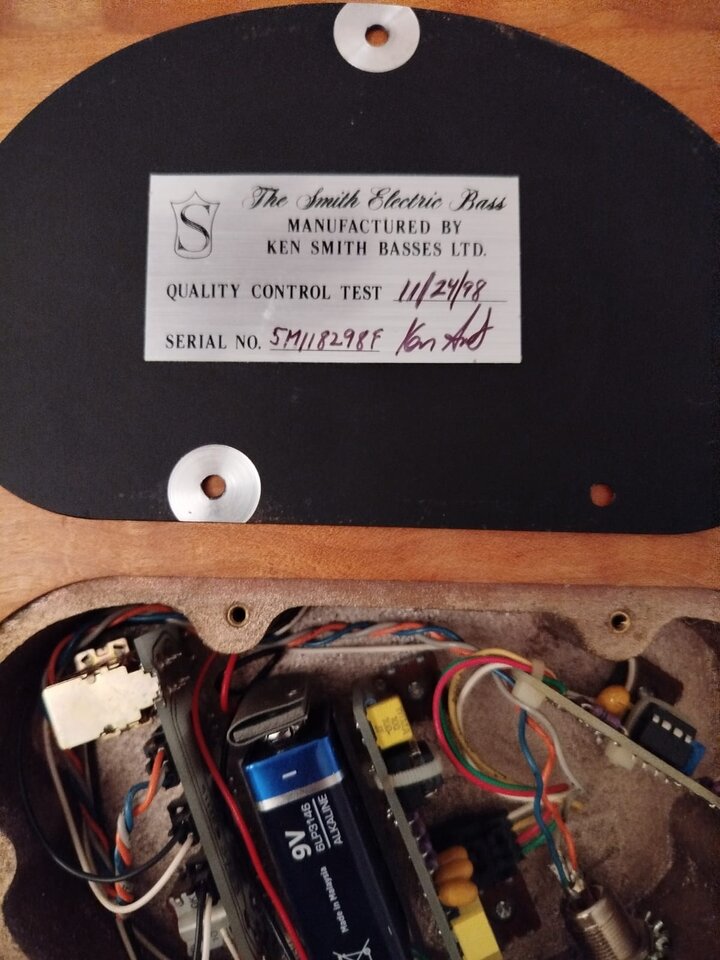 The Smith Electric Bass
S
MANUFACTURED BY
KEN SMITH BASSES LTD.
QUALITY CONTROL TEST 11/24/98
SERIAL NO. 5M118298F
9V
6LP3146
ALKALINE
Made in Malaysia